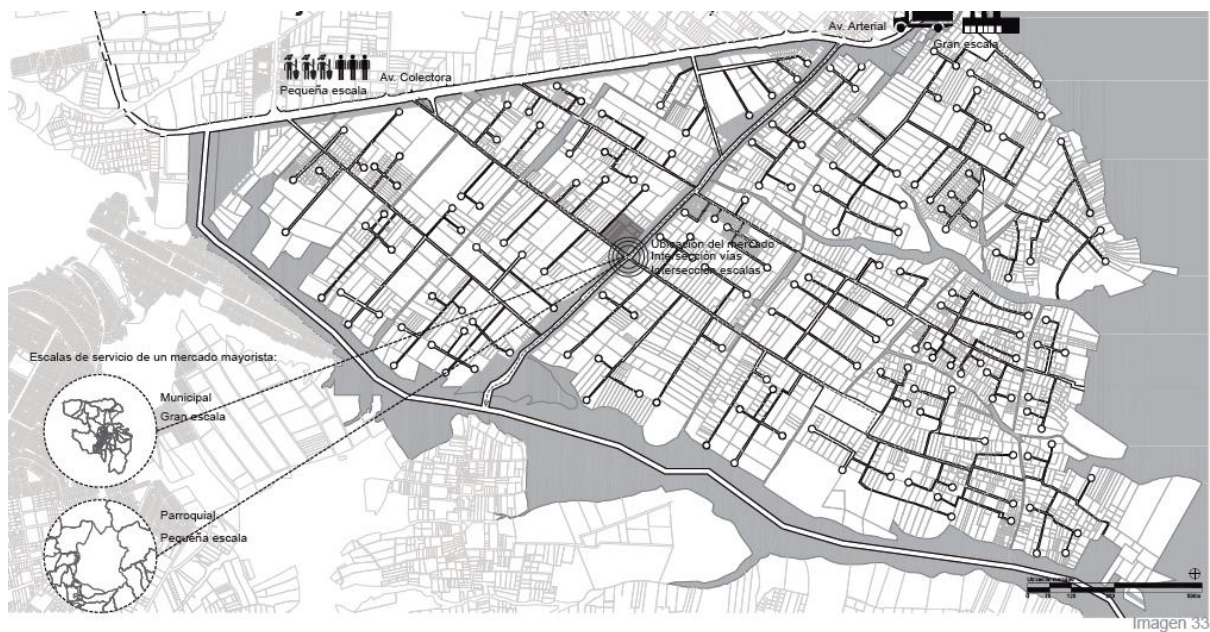 Av. Arterial
Gran escala
Av. Colectora
Pequeña escala
Ubicación del mercado
Intersección vías
Intersección escalas
Escalas de servicio de un mercado mayorista:
Municipal
Gran escala
Parroquial
Pequeña escala
Imagen 33